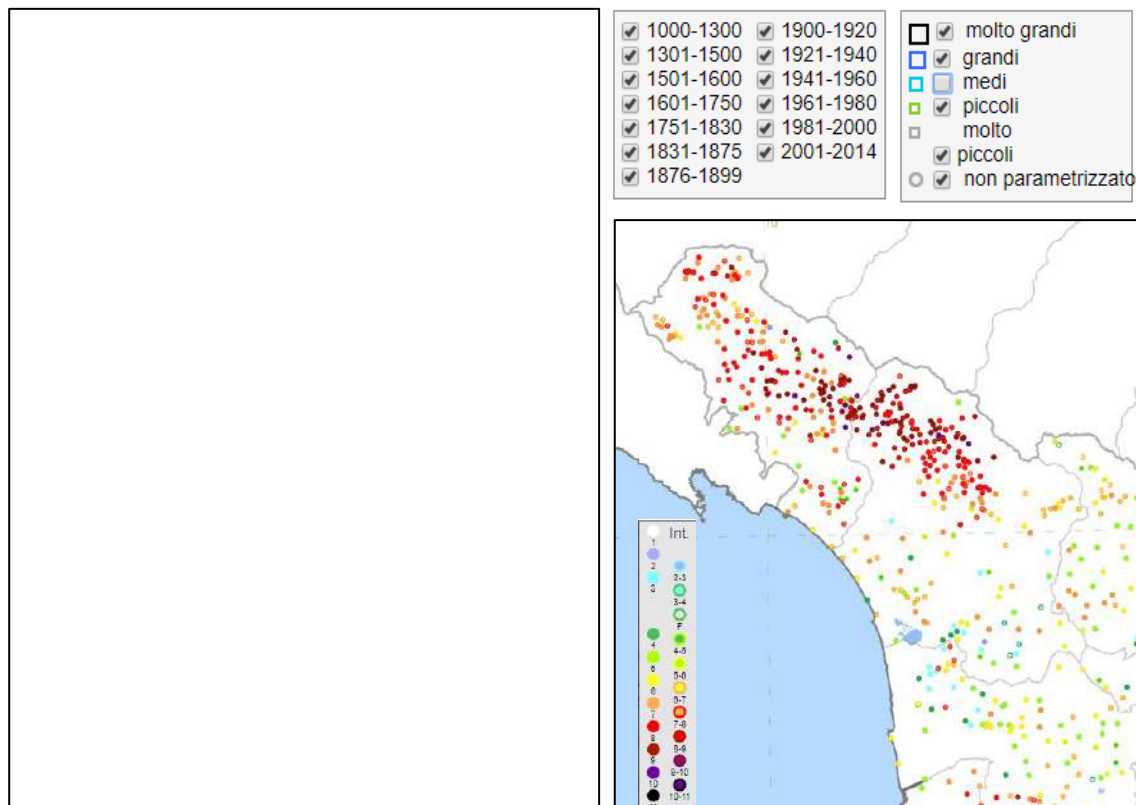 1000-1300 1900-1920
1301-1500 1921-1940
1501-1600 1941-1960
1601-1750 1961-1980
1751-1830 1981-2000
1831-1875 2001-2014
1876-1899
molto grandi
grandi
medi
piccoli
molto
piccoli
non parametrizzato
Int.
1
2 2-3
3 3-4
F
4 4-5
5 5-6
6 6-7
7 7-8
8 8-9
9 9-10
10 10-11